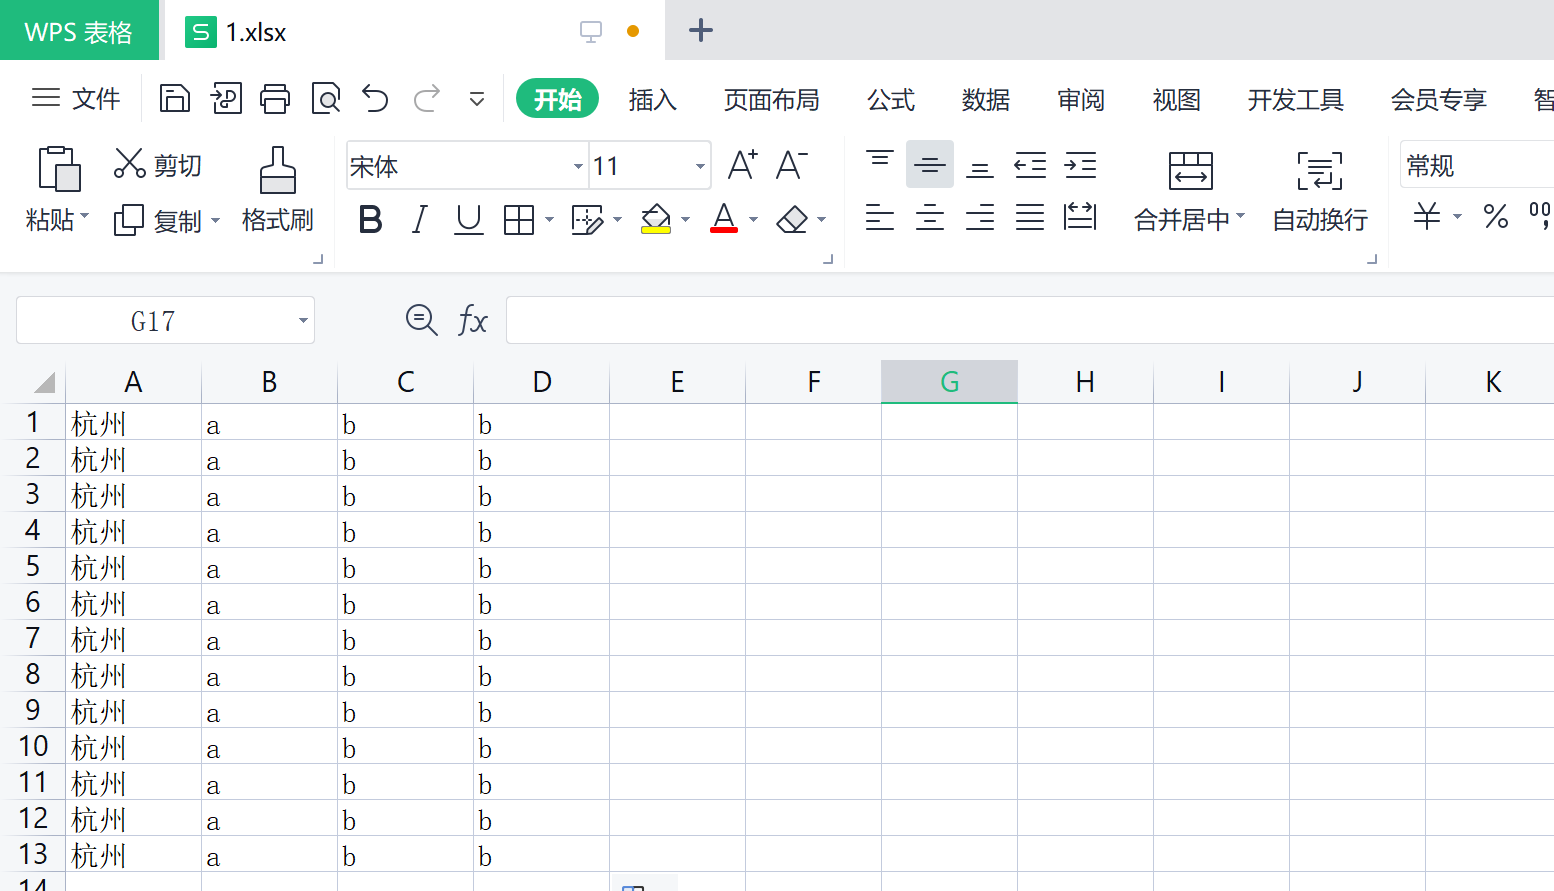 WPS 表格 1.xlsx
文件 开始 插入 页面布局 公式 数据 审阅 视图 开发工具 会员专享 智
剪切 宋体 11 A+ A- 常规
粘贴 复制 格式刷 B I U A 合并居中 自动换行 ¥ %
G17 fx
A B C D E F G H I J K
1 杭州 a b b
2 杭州 a b b
3 杭州 a b b
4 杭州 a b b
5 杭州 a b b
6 杭州 a b b
7 杭州 a b b
8 杭州 a b b
9 杭州 a b b
10 杭州 a b b
11 杭州 a b b
12 杭州 a b b
13 杭州 a b b
14